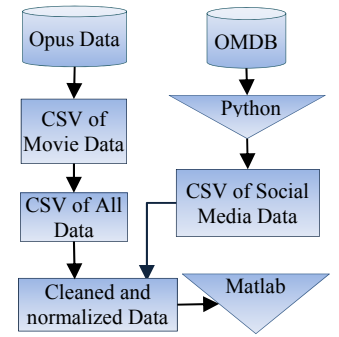 Opus Data
OMDB
Python
CSV of
Movie Data
CSV of Social
Media Data
CSV of All
Data
Cleaned and
normalized Data
Matlab